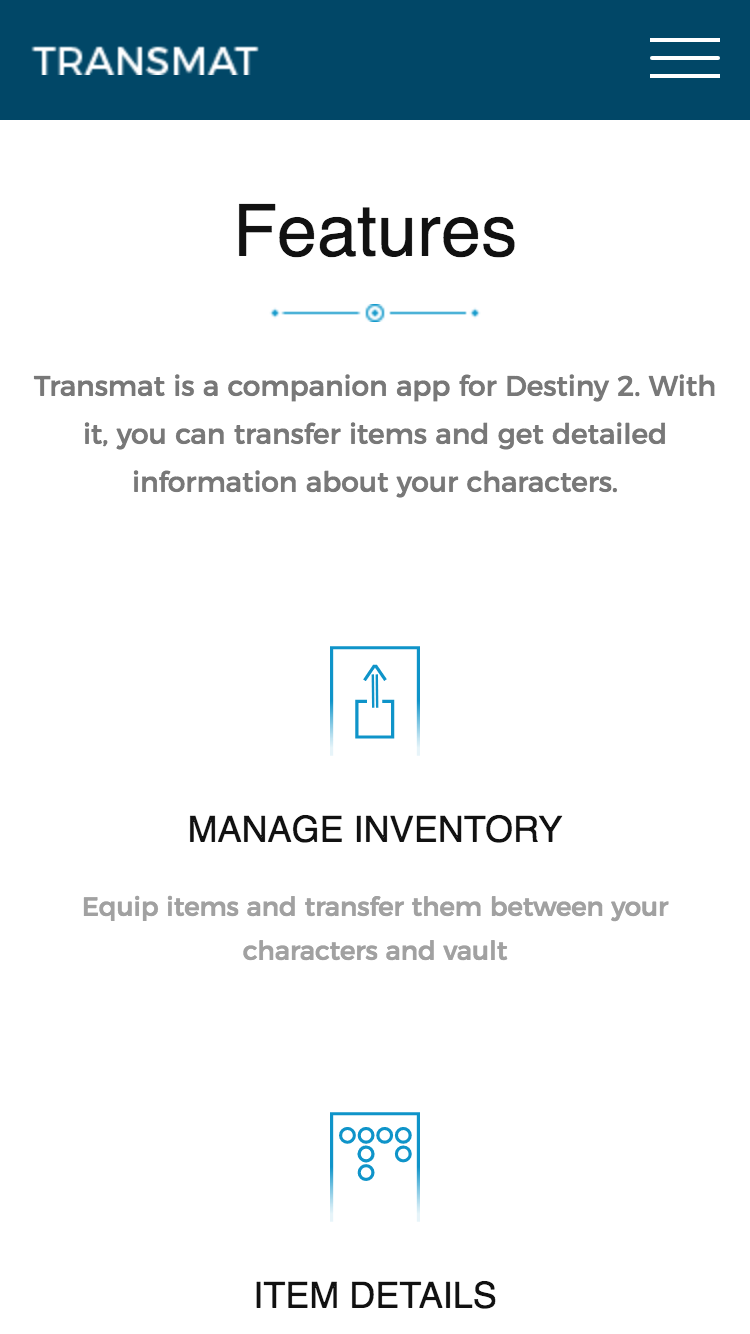 TRANSMAT
Features
Transmat is a companion app for Destiny 2. With
it, you can transfer items and get detailed
information about your characters.
MANAGE INVENTORY
Equip items and transfer them between your
characters and vault
ITEM DETAILS